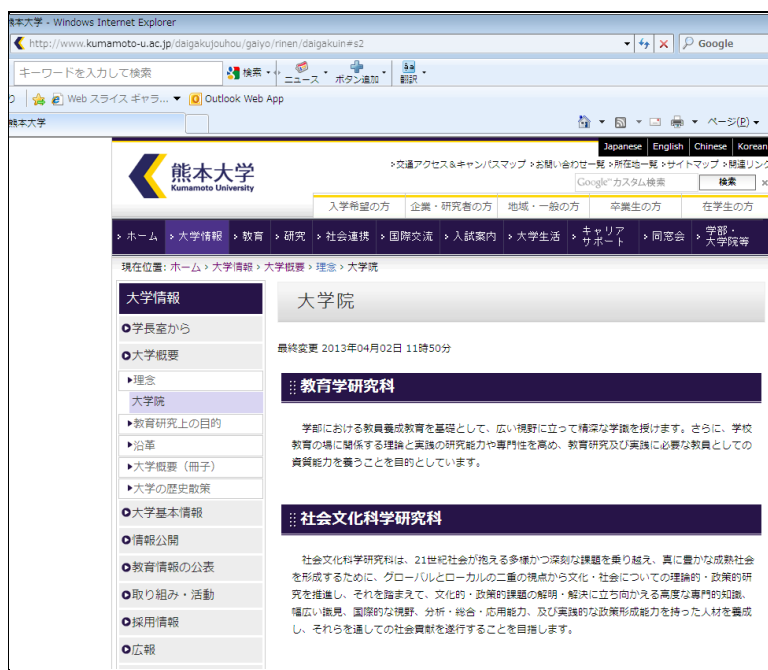 熊本大学 - Windows Internet Explorer
http://www.kumamoto-u.ac.jp/daigakujouhou/gaiyo/rinen/daigakuin#s2
Google
キーワードを入力して検索
検索
ニュース
ボタン追加
翻訳
Web スライス ギャラ...
Outlook Web App
熊本大学
ページ(P)
Japanese English Chinese Korean
熊本大学
Kumamoto University
交通アクセス&キャンパスマップ お問い合わせ一覧 所在地一覧 サイトマップ 関連リンク
Google™ カスタム検索
検索
入学希望の方 企業・研究者の方 地域・一般の方 卒業生の方 在学生の方
ホーム 大学情報 教育 研究 社会連携 国際交流 入試案内 大学生活 キャリアサポート 同窓会 学部・大学院等
現在位置: ホーム › 大学情報 › 大学概要 › 理念 › 大学院
大学情報
学長室から
大学概要
理念
大学院
教育研究上の目的
沿革
大学概要（冊子）
大学の歴史散策
大学基本情報
情報公開
教育情報の公表
取り組み・活動
採用情報
広報
大学院
最終変更 2013年04月02日 11時50分
教育学研究科
学部における教員養成教育を基礎として、広い視野に立って精深な学識を授けます。さらに、学校
教育の場に関係する理論と実践の研究能力や専門性を高め、教育研究及び実践に必要な教員としての
資質能力を養うことを目的としています。
社会文化科学研究科
社会文化科学研究科は、21世紀社会が抱える多様かつ深刻な課題を乗り越え、真に豊かな成熟社会
を形成するために、グローバルとローカルの二重の視点から文化・社会についての理論的・政策的研
究を推進し、それを踏まえて、文化的・政策的課題の解明・解決に立ち向かえる高度な専門的知識、
幅広い識見、国際的な視野、分析・総合・応用能力、及び実践的な政策形成能力を持った人材を養成
し、それらを通しての社会貢献を遂行することを目指します。